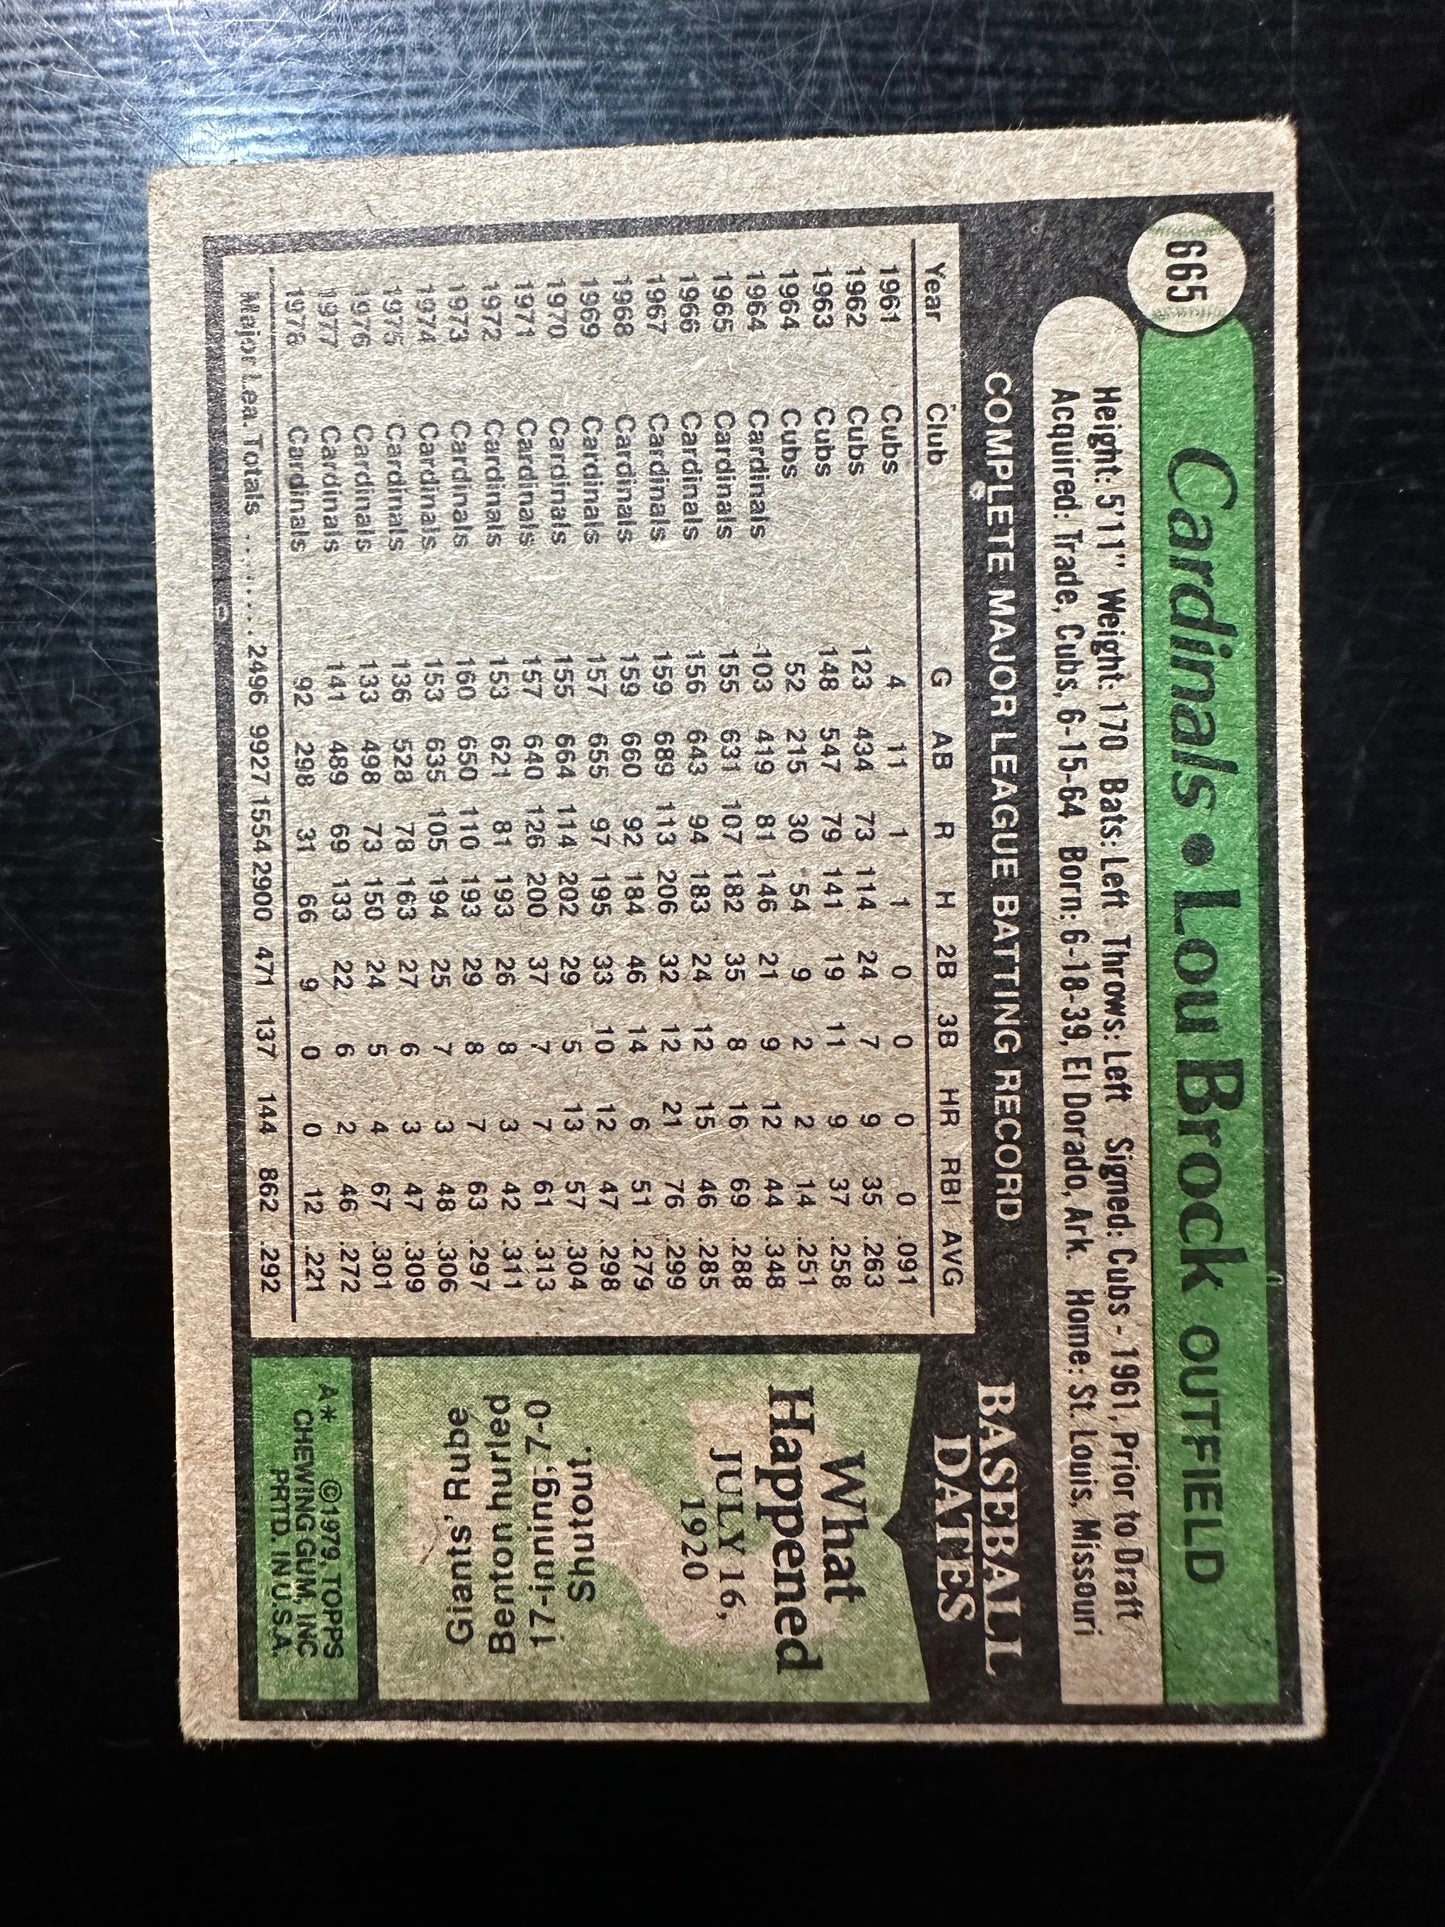 665
Cardinals • Lou Brock OUTFIELD
Height: 5'11" Weight: 170 Bats: Left Throws: Left Signed: Cubs - 1961, Prior to Draft
Acquired: Trade, Cubs, 6-15-64 Born: 6-18-39, El Dorado, Ark. Home: St. Louis, Missouri
COMPLETE MAJOR LEAGUE BATTING RECORD
Year Club G AB R H 2B 3B HR RBI AVG
1961 Cubs 4 11 1 1 0 0 0 0 .091
1962 Cubs 123 434 73 114 24 7 9 35 .263
1963 Cubs 148 547 79 141 19 11 9 37 .258
1964 Cubs 52 215 30 54 9 2 2 14 .251
1964 Cardinals 103 419 81 146 21 9 12 44 .348
1965 Cardinals 155 631 107 182 35 8 16 69 .288
1966 Cardinals 156 643 94 183 24 12 15 46 .285
1967 Cardinals 159 689 113 206 32 12 21 76 .299
1968 Cardinals 159 660 92 184 46 14 6 51 .279
1969 Cardinals 157 655 97 195 33 10 12 47 .298
1970 Cardinals 155 664 114 202 29 5 13 57 .304
1971 Cardinals 157 640 126 200 37 7 7 61 .313
1972 Cardinals 153 621 81 193 26 8 3 42 .311
1973 Cardinals 160 650 110 193 29 8 7 63 .297
1974 Cardinals 153 635 105 194 25 7 3 48 .306
1975 Cardinals 136 528 78 163 27 6 3 47 .309
1976 Cardinals 133 498 73 150 24 5 4 67 .301
1977 Cardinals 141 489 69 133 22 6 2 46 .272
1978 Cardinals 92 298 31 66 9 0 0 12 .221
Major Lea. Totals ....... 2496 9927 1554 2900 471 137 144 862 .292
BASEBALL
DATES
What
Happened
JULY 16,
1920
Giants' Rube
Benton hurled
17-inning, 7-0
Shutout.
A* ©1979 TOPPS
CHEWING GUM, INC
PRTD. IN U.S.A.